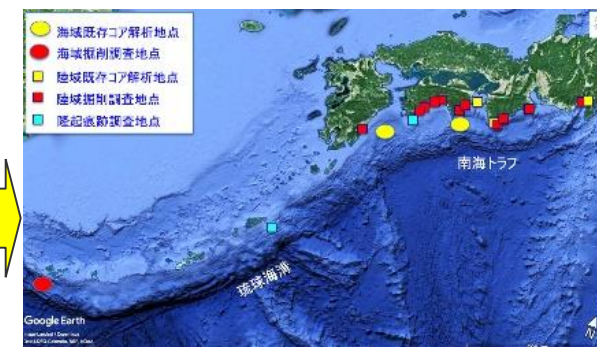 海域既存コア解析地点
海域掘削調査地点
陸域既存コア解析地点
陸域掘削調査地点
隆起痕跡調査地点
南海トラフ
琉球海溝
Google Earth